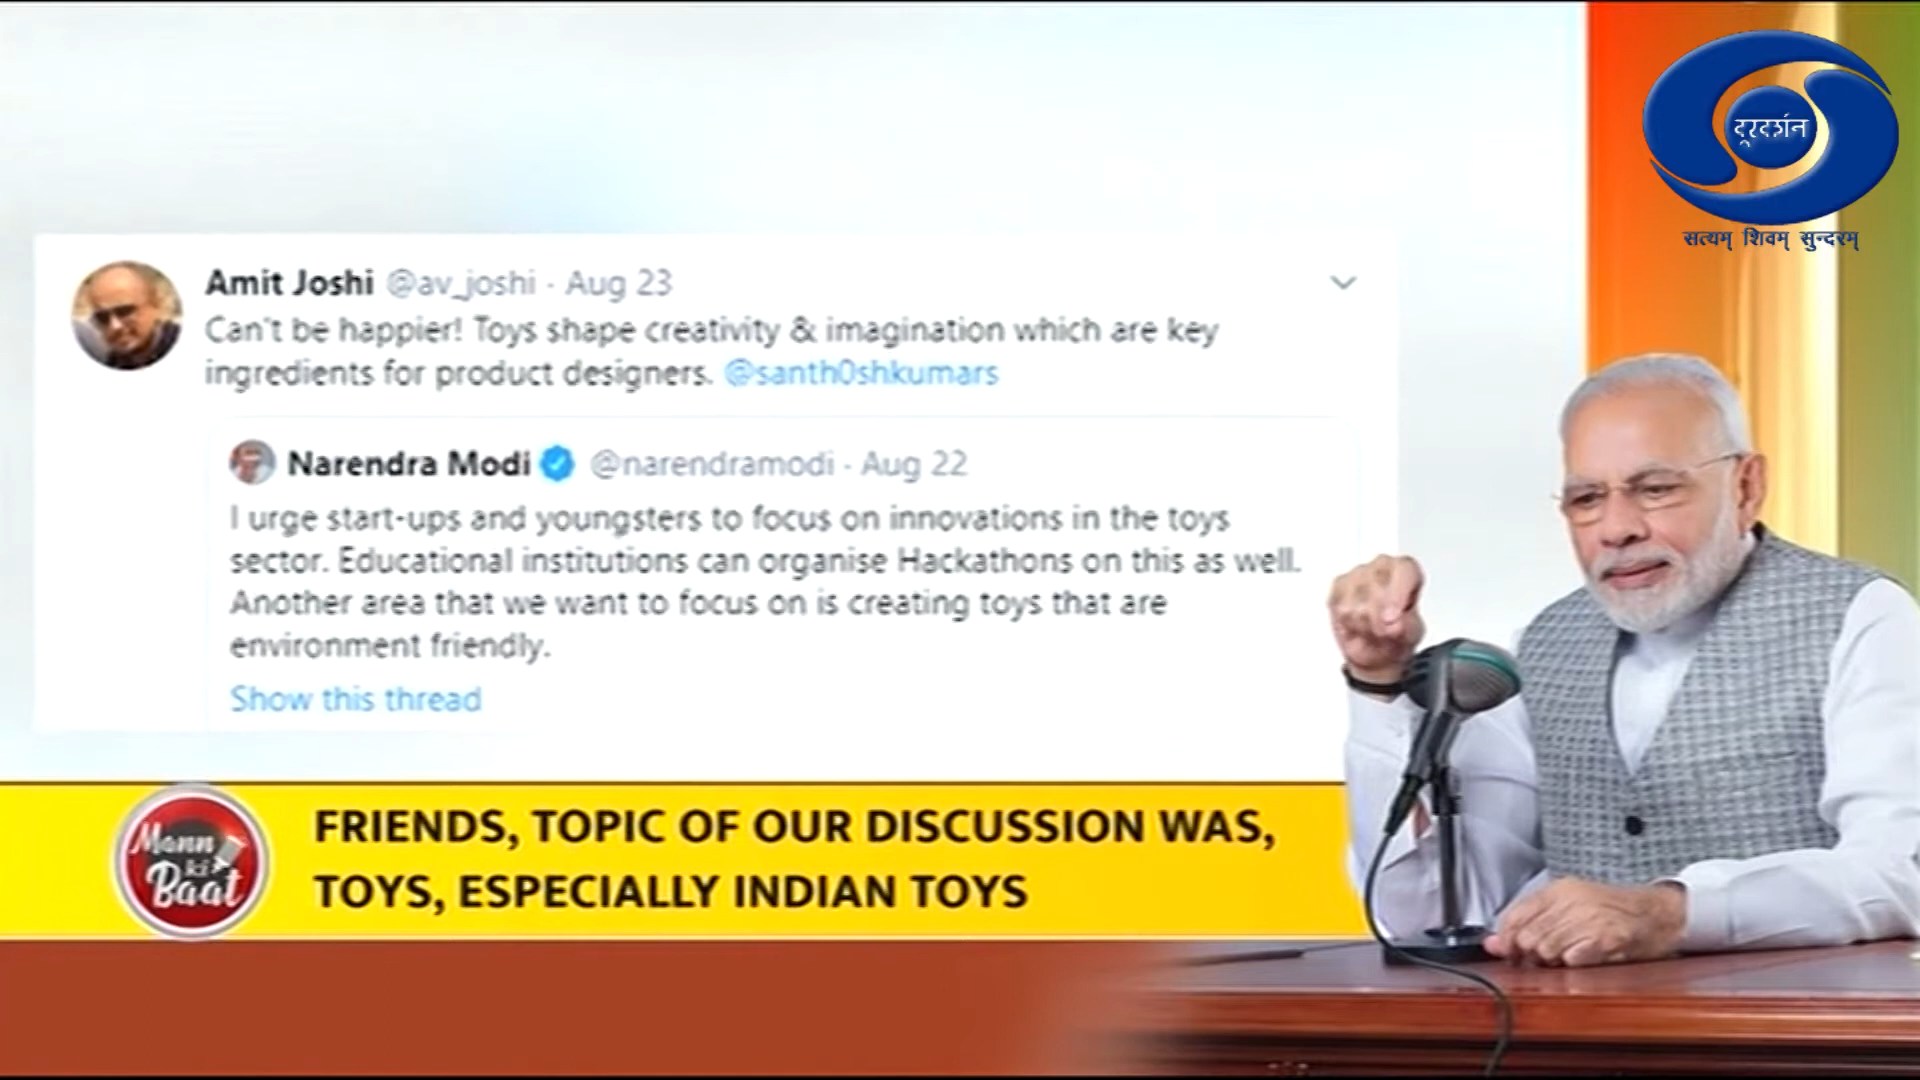 दूरदर्शन
सत्यम् शिवम् सुन्दरम्
Amit Joshi @av_joshi · Aug 23
Can't be happier! Toys shape creativity & imagination which are key
ingredients for product designers. @santh0shkumars
Narendra Modi @narendramodi · Aug 22
I urge start-ups and youngsters to focus on innovations in the toys
sector. Educational institutions can organise Hackathons on this as well.
Another area that we want to focus on is creating toys that are
environment friendly.
Show this thread
Mann
ki
Baat
FRIENDS, TOPIC OF OUR DISCUSSION WAS,
TOYS, ESPECIALLY INDIAN TOYS